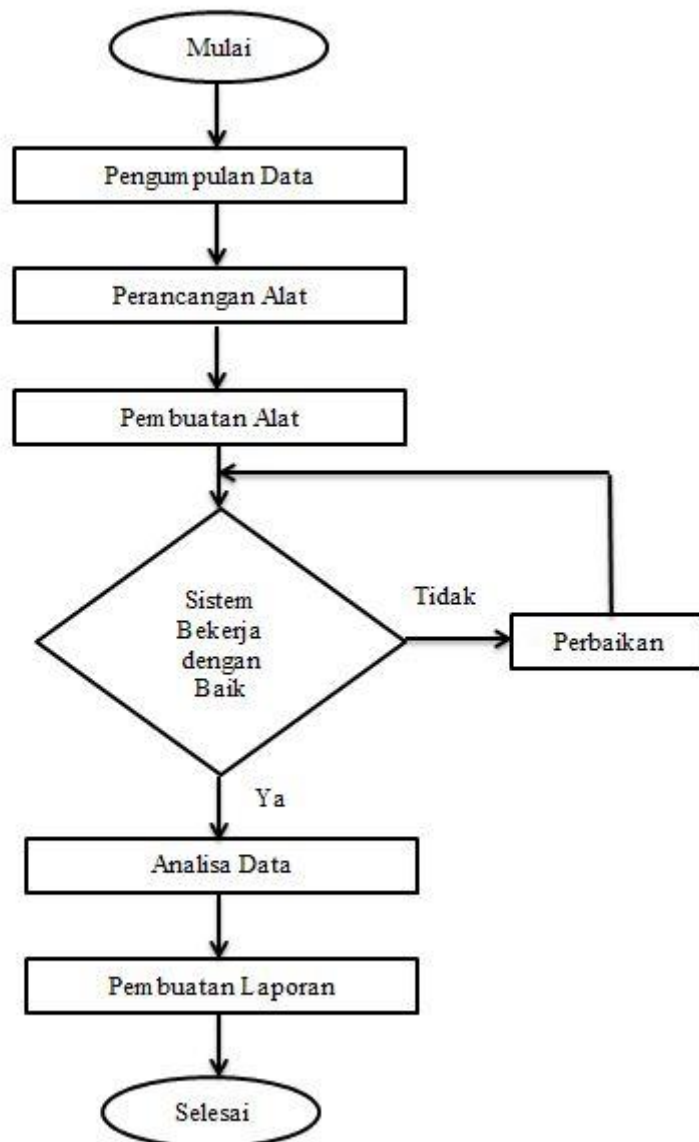 Mulai
Pengumpulan Data
Perancangan Alat
Pembuatan Alat
Sistem
Bekerja
dengan
Baik
Tidak
Perbaikan
Ya
Analisa Data
Pembuatan Laporan
Selesai